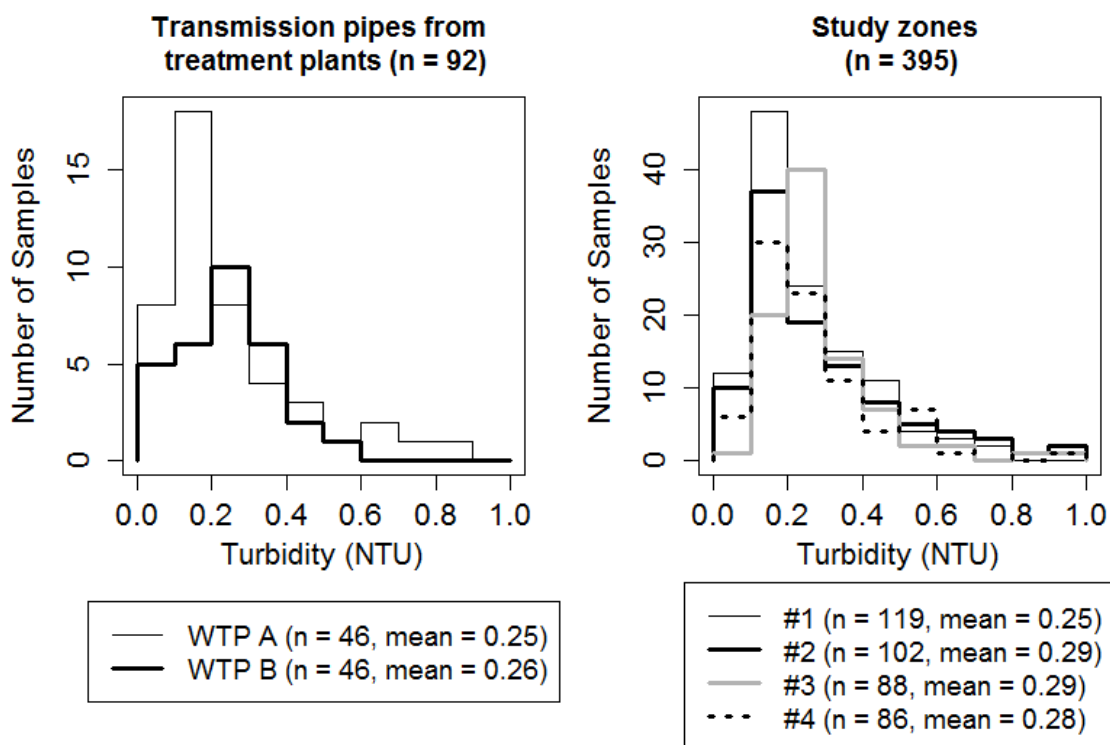 Transmission pipes from
treatment plants (n = 92)
Number of Samples
15
10
5
0
0.0 0.2 0.4 0.6 0.8 1.0
Turbidity (NTU)
WTP A (n = 46, mean = 0.25)
WTP B (n = 46, mean = 0.26)
Study zones
(n = 395)
Number of Samples
40
30
20
10
0
0.0 0.2 0.4 0.6 0.8 1.0
Turbidity (NTU)
#1 (n = 119, mean = 0.25)
#2 (n = 102, mean = 0.29)
#3 (n = 88, mean = 0.29)
#4 (n = 86, mean = 0.28)